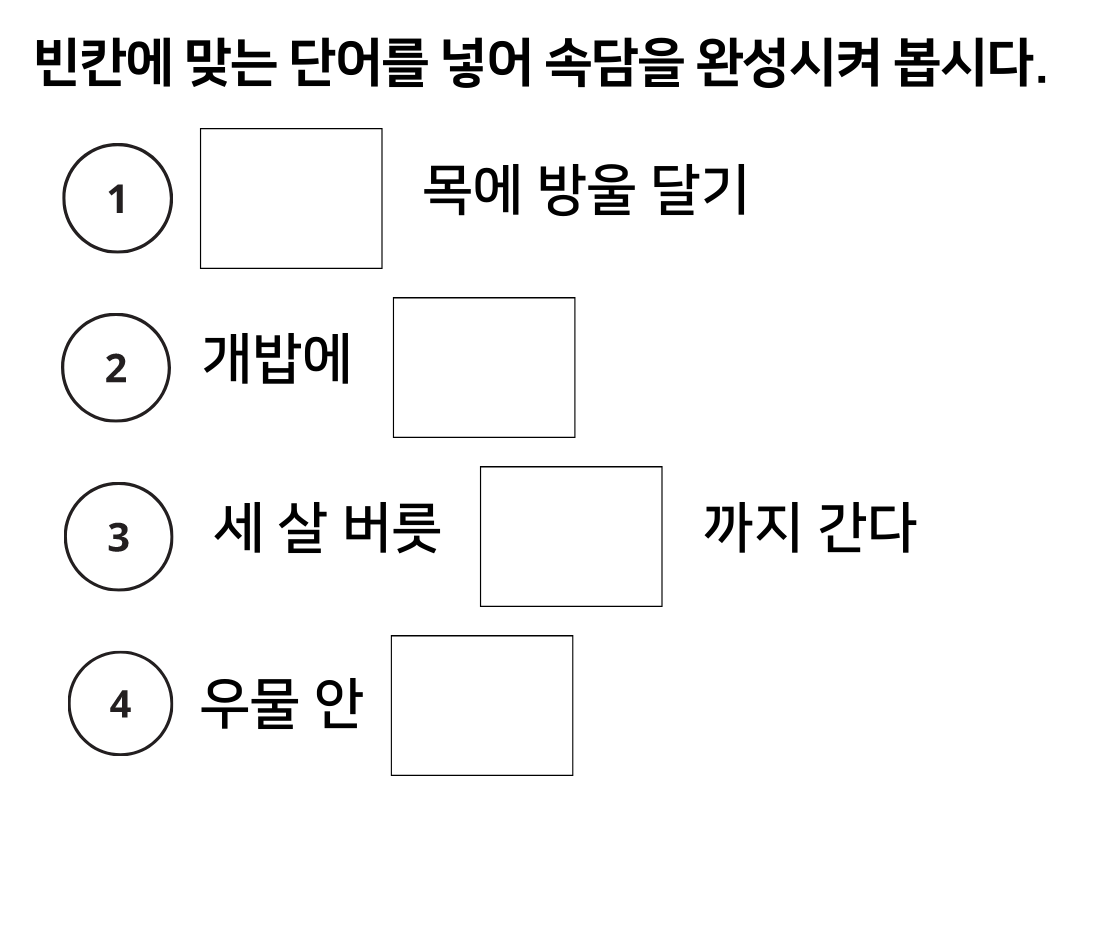 빈칸에 맞는 단어를 넣어 속담을 완성시켜 봅시다.
1 목에 방울 달기
2 개밥에
3 세 살 버릇 까지 간다
4 우물 안